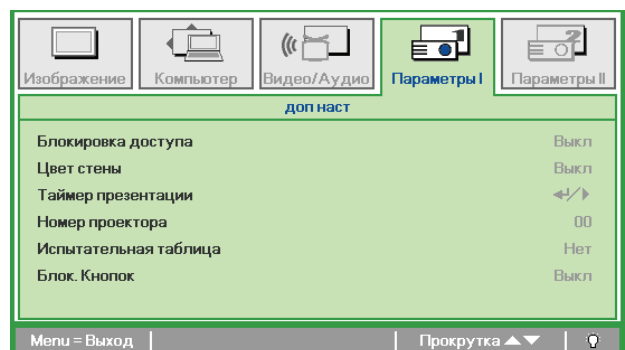 Изображение
Компьютер
Видео/Аудио
Параметры I
Параметры II
доп наст
Блокировка доступа Выкл
Цвет стены Выкл
Таймер презентации
Номер проектора 00
Испытательная таблица Нет
Блок. Кнопок Выкл
Menu = Выход Прокрутка